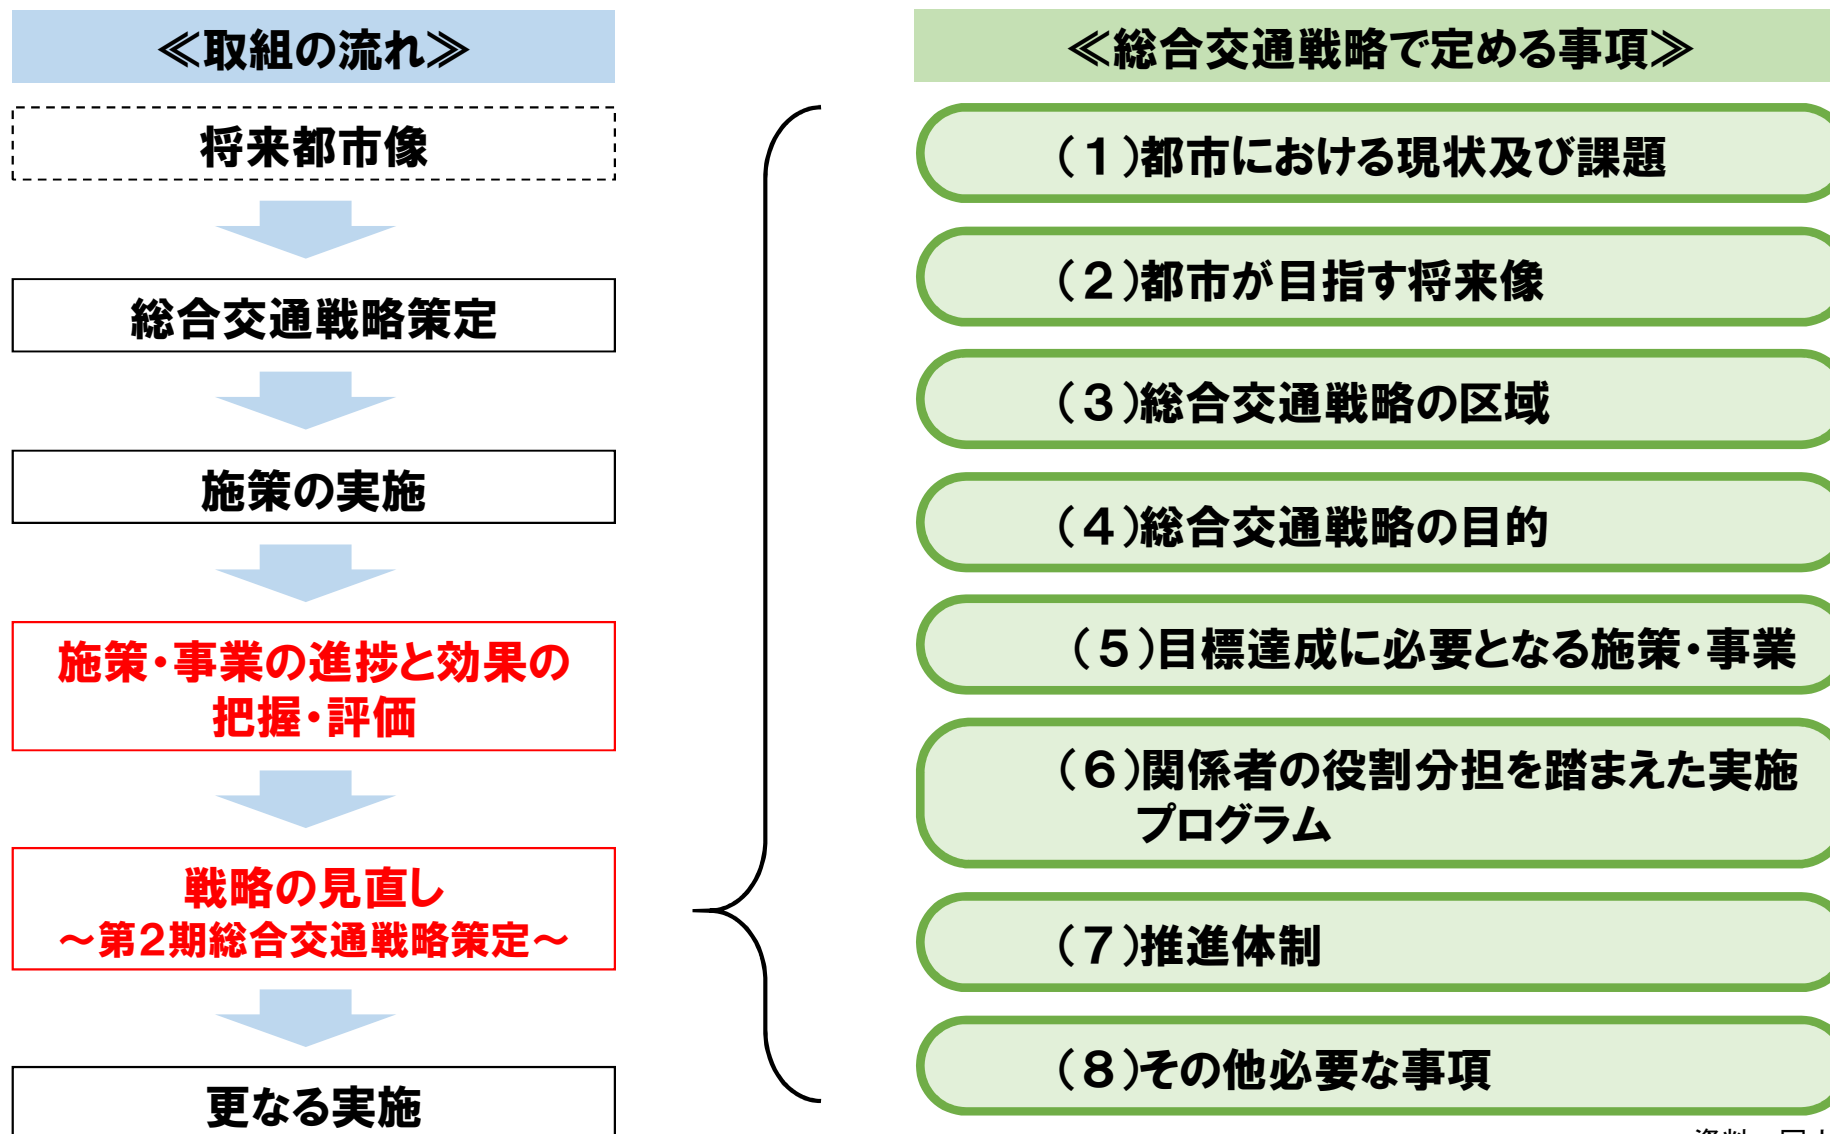 ≪取組の流れ≫
将来都市像
総合交通戦略策定
施策の実施
施策・事業の進捗と効果の
把握・評価
戦略の見直し
～第2期総合交通戦略策定～
更なる実施
≪総合交通戦略で定める事項≫
（１）都市における現状及び課題
（２）都市が目指す将来像
（３）総合交通戦略の区域
（４）総合交通戦略の目的
（５）目標達成に必要となる施策・事業
（６）関係者の役割分担を踏まえた実施
プログラム
（７）推進体制
（８）その他必要な事項